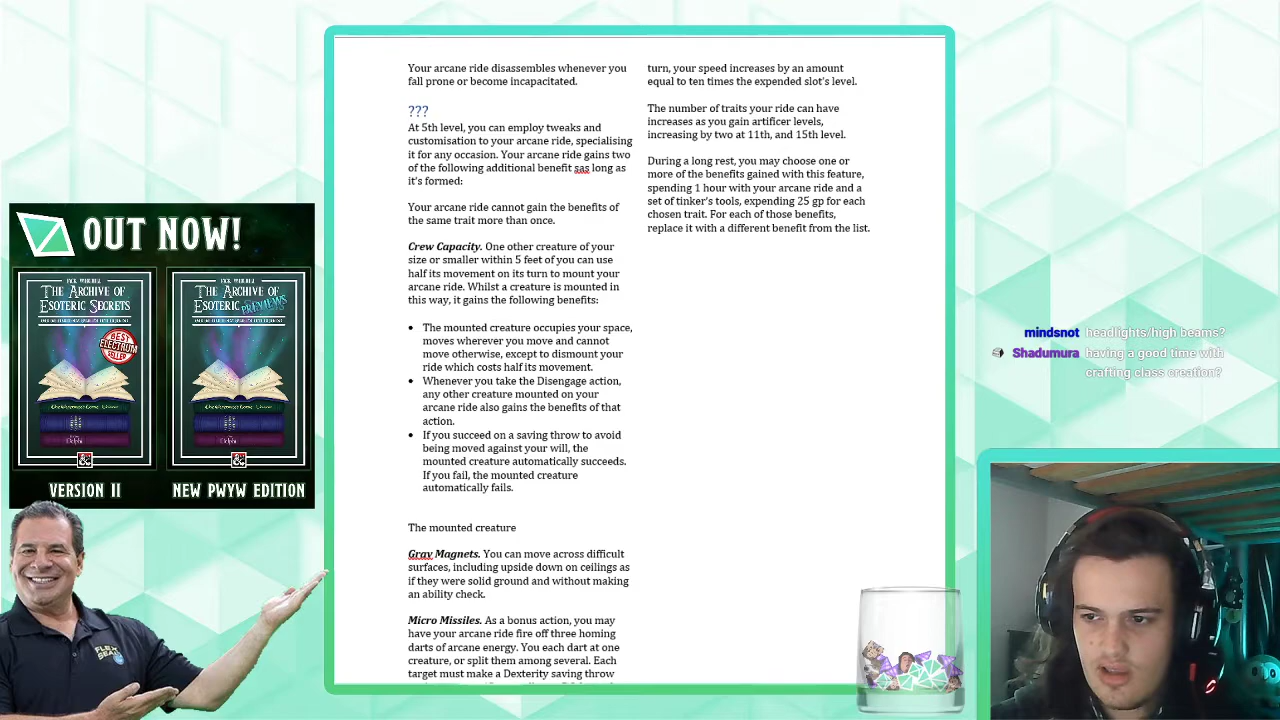 Your arcane ride disassembles whenever you
fall prone or become incapacitated.
???
At 5th level, you can employ tweaks and
customisation to your arcane ride, specialising
it for any occasion. Your arcane ride gains two
of the following additional benefit sas long as
it's formed:
Your arcane ride cannot gain the benefits of
the same trait more than once.
Crew Capacity. One other creature of your
size or smaller within 5 feet of you can use
half its movement on its turn to mount your
arcane ride. Whilst a creature is mounted in
this way, it gains the following benefits:
• The mounted creature occupies your space,
moves wherever you move and cannot
move otherwise, except to dismount your
ride which costs half its movement.
• Whenever you take the Disengage action,
any other creature mounted on your
arcane ride also gains the benefits of that
action.
• If you succeed on a saving throw to avoid
being moved against your will, the
mounted creature automatically succeeds.
If you fail, the mounted creature
automatically fails.
The mounted creature
Grav Magnets. You can move across difficult
surfaces, including upside down on ceilings as
if they were solid ground and without making
an ability check.
Micro Missiles. As a bonus action, you may
have your arcane ride fire off three homing
darts of arcane energy. You each dart at one
creature, or split them among several. Each
target must make a Dexterity saving throw
turn, your speed increases by an amount
equal to ten times the expended slot's level.
The number of traits your ride can have
increases as you gain artificer levels,
increasing by two at 11th, and 15th level.
During a long rest, you may choose one or
more of the benefits gained with this feature,
spending 1 hour with your arcane ride and a
set of tinker's tools, expending 25 gp for each
chosen trait. For each of those benefits,
replace it with a different benefit from the list.
OUT NOW!
THE ARCHIVE OF
ESOTERIC SECRETS
BEST
ELECTRUM
SELLER
THE ARCHIVE OF
ESOTERIC PREVIEWS
VERSION II
NEW PWYW EDITION
FLEX
SEAL
mindsnot headlights/high beams?
Shadumura having a good time with
crafting class creation?